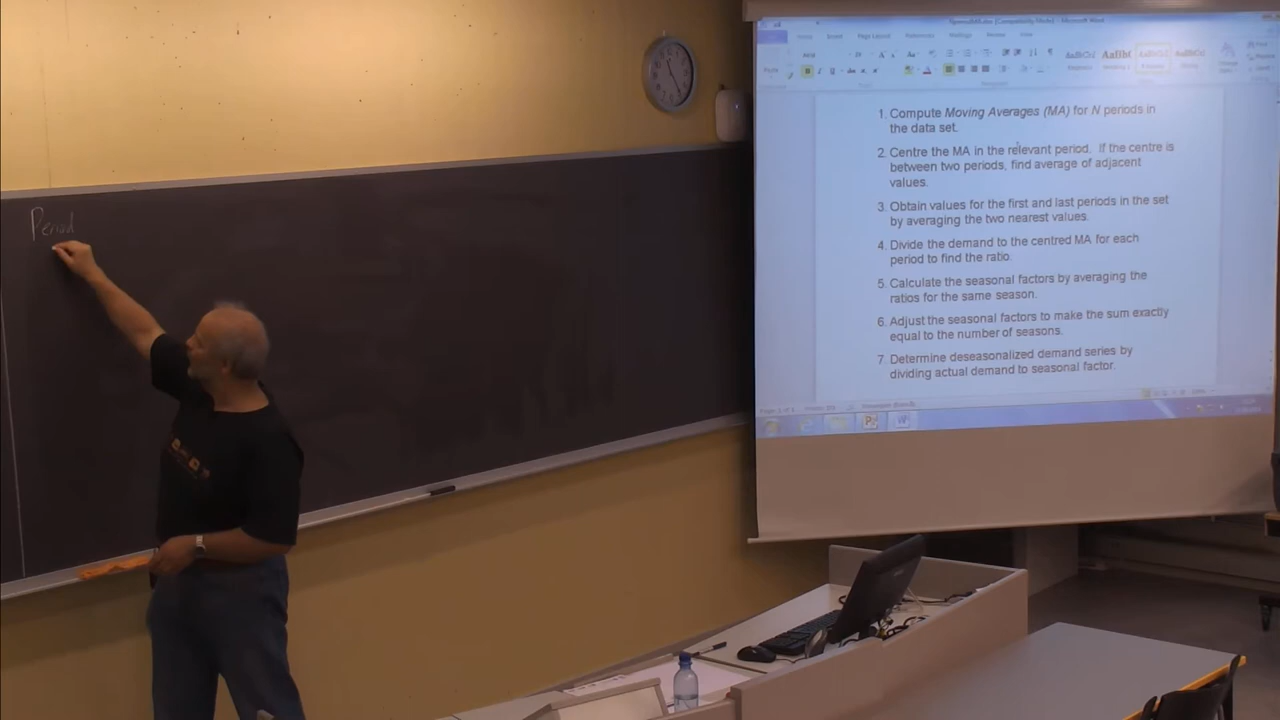 Period
1. Compute Moving Averages (MA) for N periods in
the data set.
2. Centre the MA in the relevant period. If the centre is
between two periods, find average of adjacent
values.
3. Obtain values for the first and last periods in the set
by averaging the two nearest values.
4. Divide the demand to the centred MA for each
period to find the ratio.
5. Calculate the seasonal factors by averaging the
ratios for the same season.
6. Adjust the seasonal factors to make the sum exactly
equal to the number of seasons.
7. Determine deseasonalized demand series by
dividing actual demand to seasonal factor.